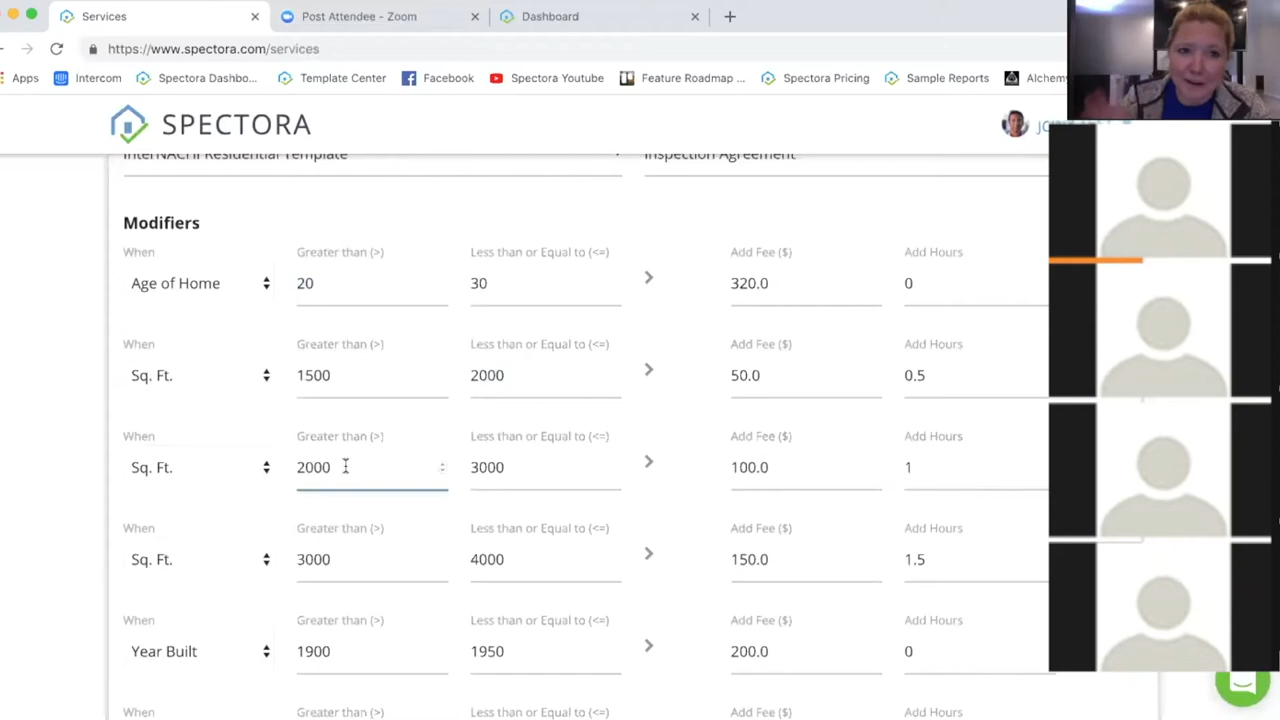 Services
Post Attendee - Zoom
Dashboard
https://www.spectora.com/services
Apps
Intercom
Spectora Dashbo...
Template Center
Facebook
Spectora Youtube
Feature Roadmap ...
Spectora Pricing
Sample Reports
Alchem
SPECTORA
InterNACHI Residential Template
Inspection Agreement
Modifiers
When Greater than (>) Less than or Equal to (<=) Add Fee ($) Add Hours
Age of Home 20 30 320.0 0
When Greater than (>) Less than or Equal to (<=) Add Fee ($) Add Hours
Sq. Ft. 1500 2000 50.0 0.5
When Greater than (>) Less than or Equal to (<=) Add Fee ($) Add Hours
Sq. Ft. 2000 3000 100.0 1
When Greater than (>) Less than or Equal to (<=) Add Fee ($) Add Hours
Sq. Ft. 3000 4000 150.0 1.5
When Greater than (>) Less than or Equal to (<=) Add Fee ($) Add Hours
Year Built 1900 1950 200.0 0
When Greater than (>) Less than or Equal to (<=) Add Fee ($) Add Hours